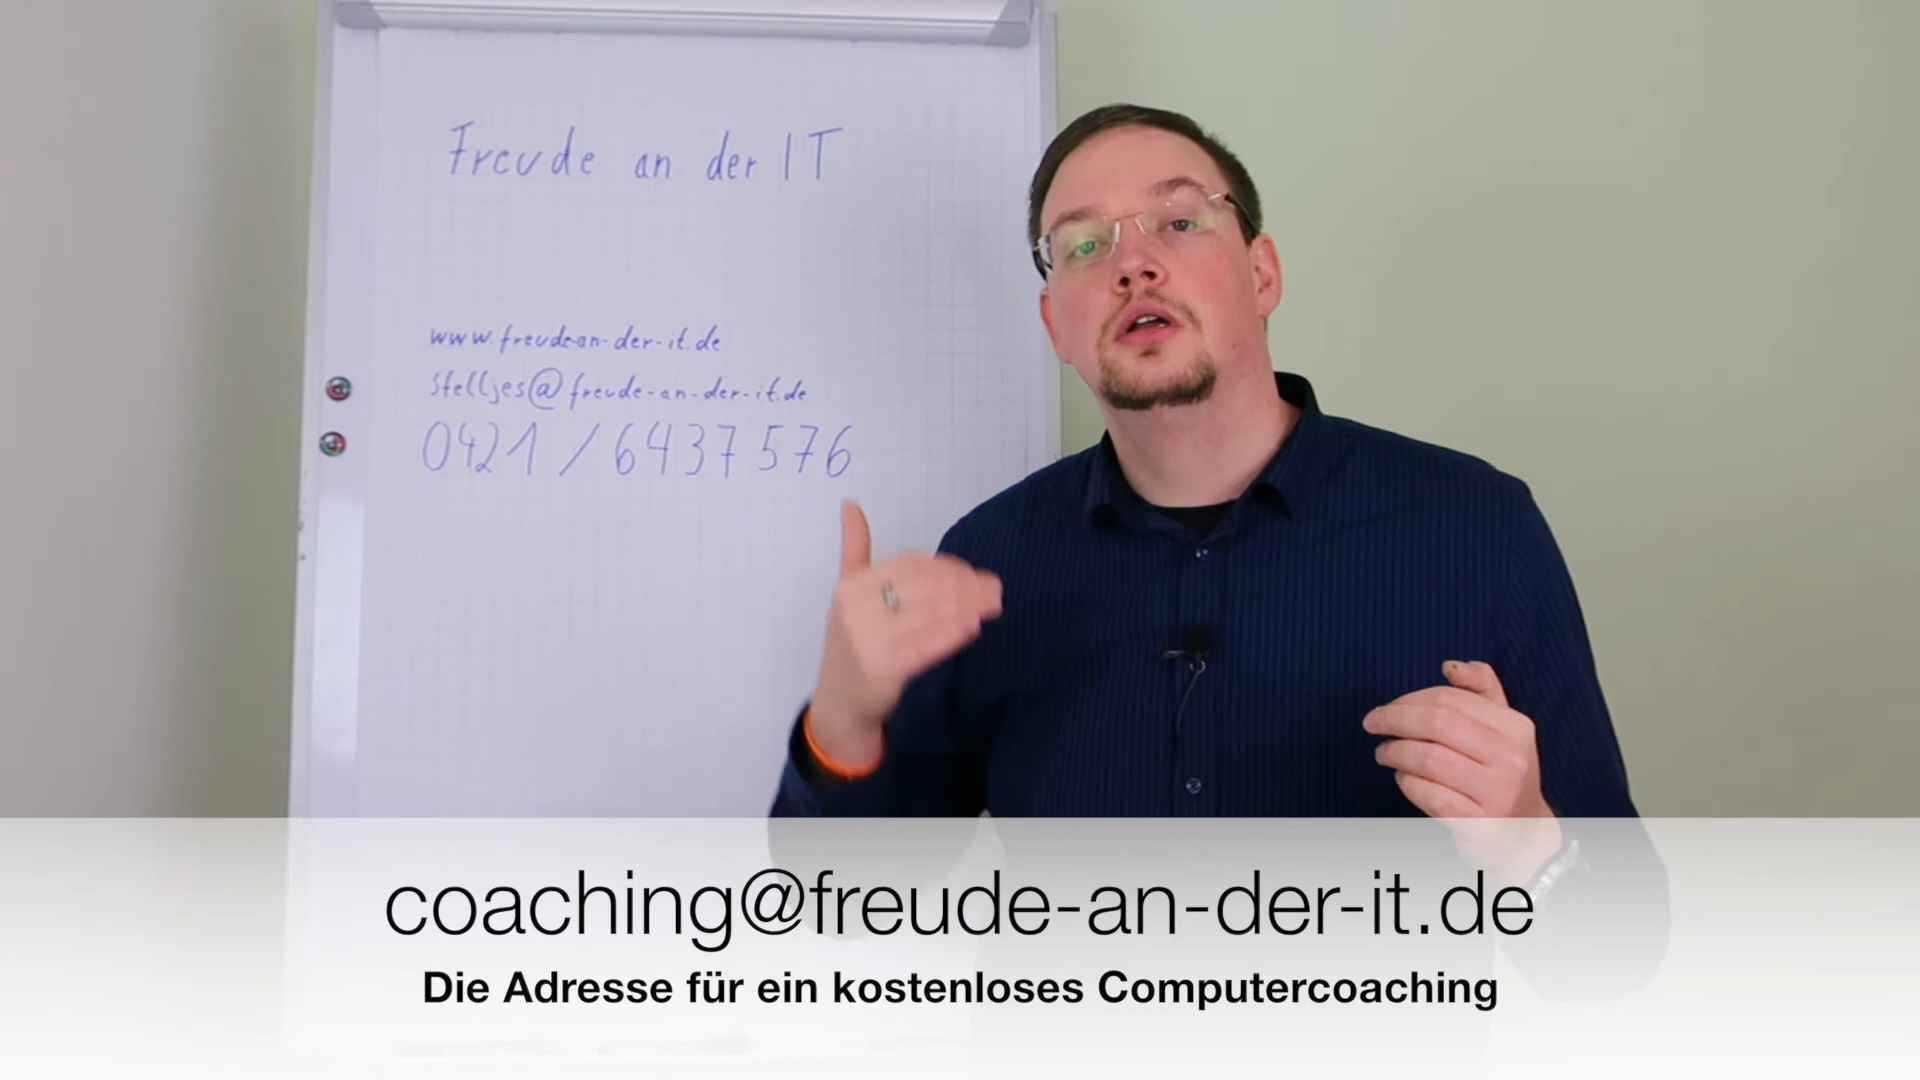 Freude an der IT
www.freude-an-der-it.de
stelljes@freude-an-der-it.de
0421 / 6437576
coaching@freude-an-der-it.de
Die Adresse für ein kostenloses Computercoaching